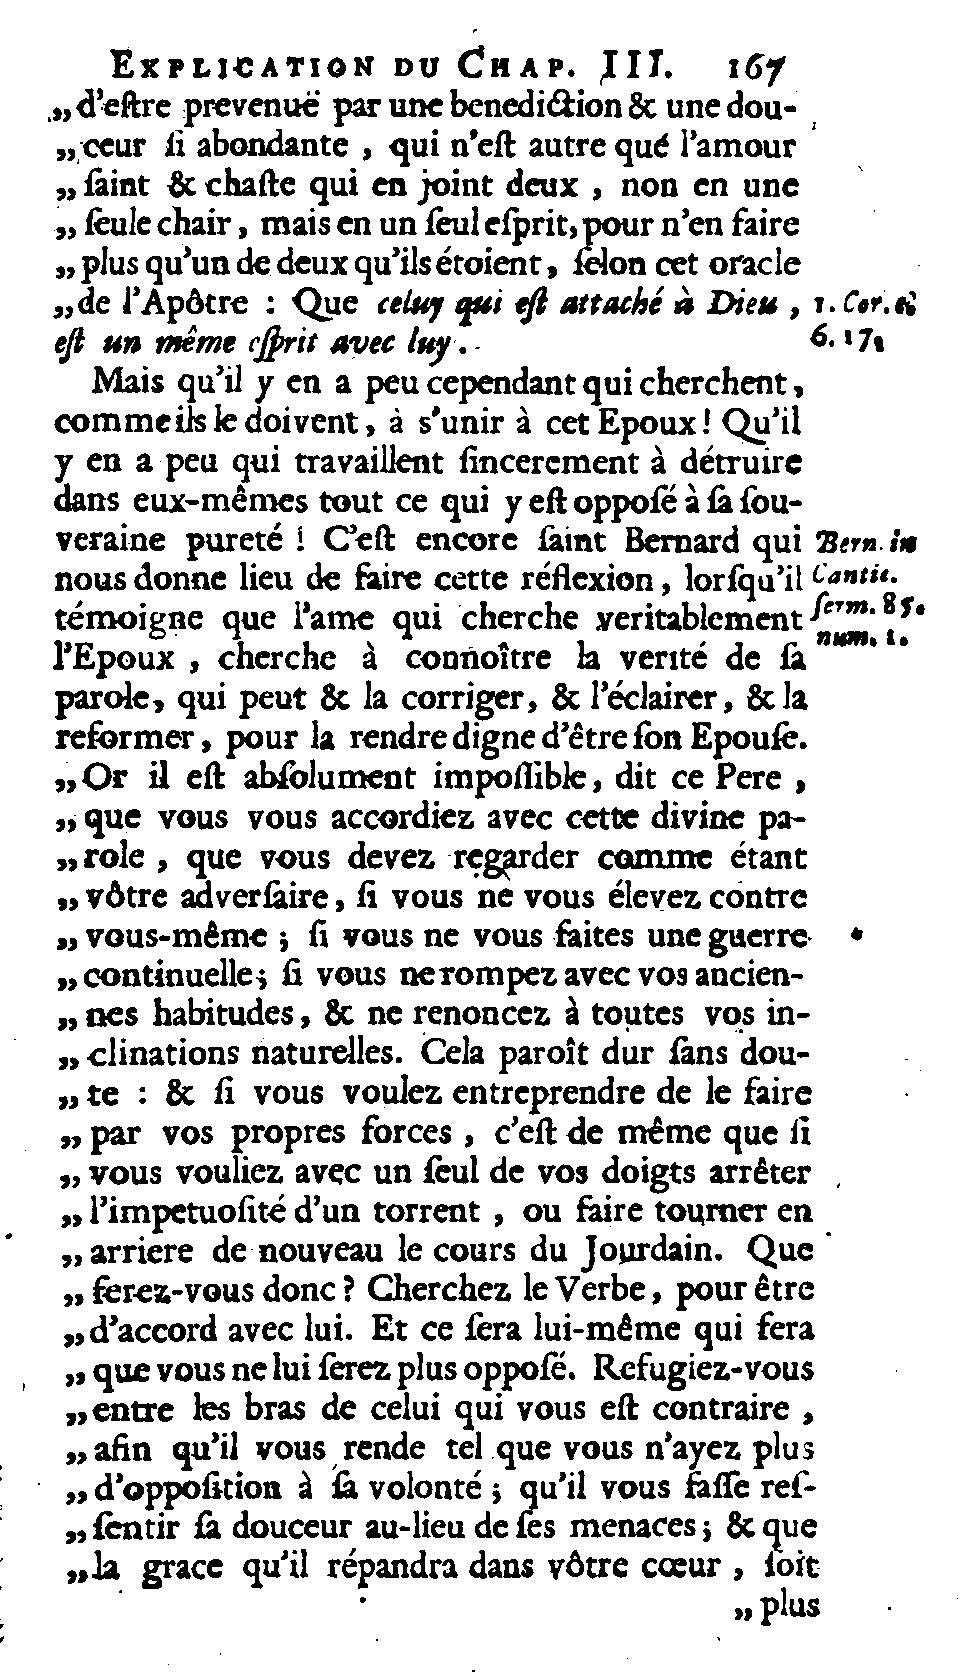 EXPLICATION DU CHAP. III. 167
„d'eſtre prevenuë par une benediction & une dou-
„ceur ſi abondante , qui n'eſt autre que l'amour
„ſaint & chaſte qui en joint deux , non en une
„ſeule chair , mais en un ſeul eſprit, pour n'en faire
„plus qu'un de deux qu'ils étoient, ſelon cet oracle
„de l'Apôtre : Que celuy qui eſt attaché à Dieu ,
1. Cor.
eſt un même eſprit avec luy.
6. 17.
Mais qu'il y en a peu cependant qui cherchent,
comme ils le doivent, à s'unir à cet Epoux! Qu'il
y en a peu qui travaillent ſincerement à détruire
dans eux-mêmes tout ce qui y eſt oppoſé à ſa ſou-
veraine pureté ! C'eſt encore ſaint Bernard qui
Bern. in
nous donne lieu de faire cette réflexion, lorſqu'il
Cantic.
témoigne que l'ame qui cherche veritablement
ſerm. 85.
num. 1.
l'Epoux , cherche à connoître la verité de ſa
parole, qui peut & la corriger, & l'éclairer, & la
reformer, pour la rendre digne d'être ſon Epouſe.
„Or il eſt abſolument impoſſible, dit ce Pere ,
„que vous vous accordiez avec cette divine pa-
„role , que vous devez regarder comme étant
„vôtre adverſaire, ſi vous ne vous élevez contre
„vous-même ; ſi vous ne vous faites une guerre
„continuelle; ſi vous ne rompez avec vos ancien-
„nes habitudes, & ne renoncez à toutes vos in-
„clinations naturelles. Cela paroît dur ſans dou-
„te : & ſi vous voulez entreprendre de le faire
„par vos propres forces , c'eſt de même que ſi
„vous vouliez avec un ſeul de vos doigts arrêter
„l'impetuoſité d'un torrent , ou faire tourner en
„arriere de nouveau le cours du Jourdain. Que
„ferez-vous donc ? Cherchez le Verbe, pour être
„d'accord avec lui. Et ce ſera lui-même qui fera
„que vous ne lui ſerez plus oppoſé. Refugiez-vous
„entre les bras de celui qui vous eſt contraire ,
„afin qu'il vous rende tel que vous n'ayez plus
„d'oppoſition à ſa volonté ; qu'il vous faſſe reſ-
„ſentir ſa douceur au-lieu de ſes menaces; & que
„la grace qu'il répandra dans vôtre cœur , ſoit
„plus